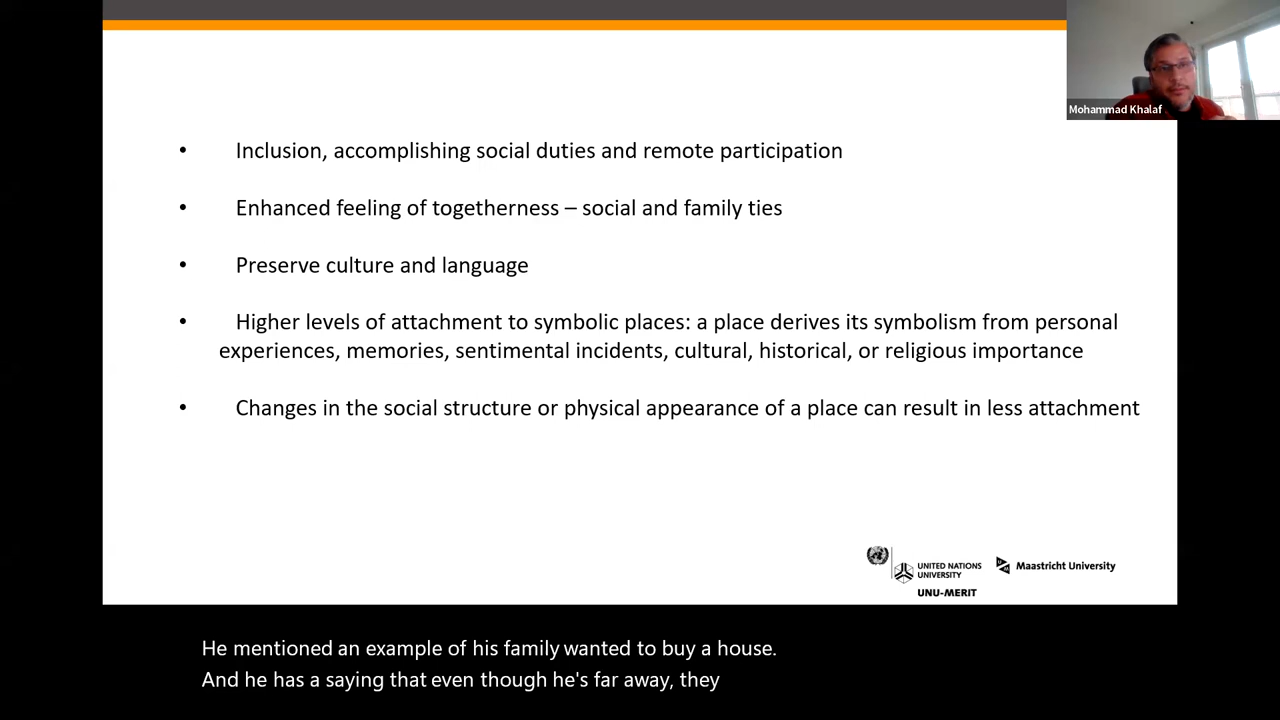 Mohammad Khalaf
• Inclusion, accomplishing social duties and remote participation
• Enhanced feeling of togetherness – social and family ties
• Preserve culture and language
• Higher levels of attachment to symbolic places: a place derives its symbolism from personal
experiences, memories, sentimental incidents, cultural, historical, or religious importance
• Changes in the social structure or physical appearance of a place can result in less attachment
UNITED NATIONS
UNIVERSITY
UNU-MERIT
Maastricht University
He mentioned an example of his family wanted to buy a house.
And he has a saying that even though he's far away, they